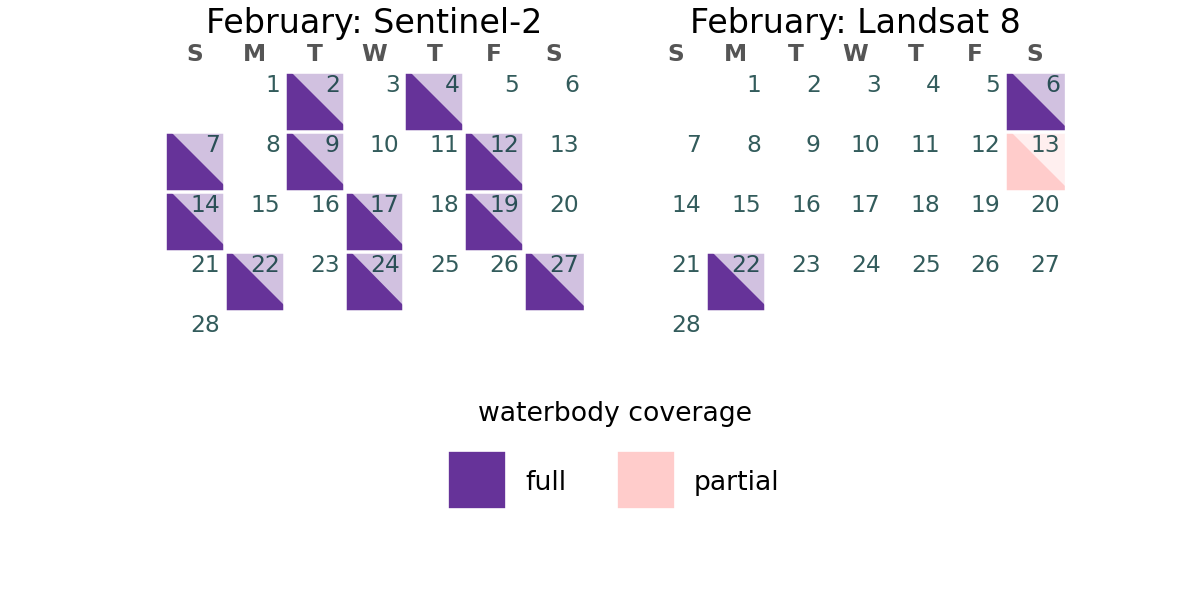 February: Sentinel-2
S M T W T F S
1 2 3 4 5 6
7 8 9 10 11 12 13
14 15 16 17 18 19 20
21 22 23 24 25 26 27
28
February: Landsat 8
S M T W T F S
1 2 3 4 5 6
7 8 9 10 11 12 13
14 15 16 17 18 19 20
21 22 23 24 25 26 27
28
waterbody coverage
full partial